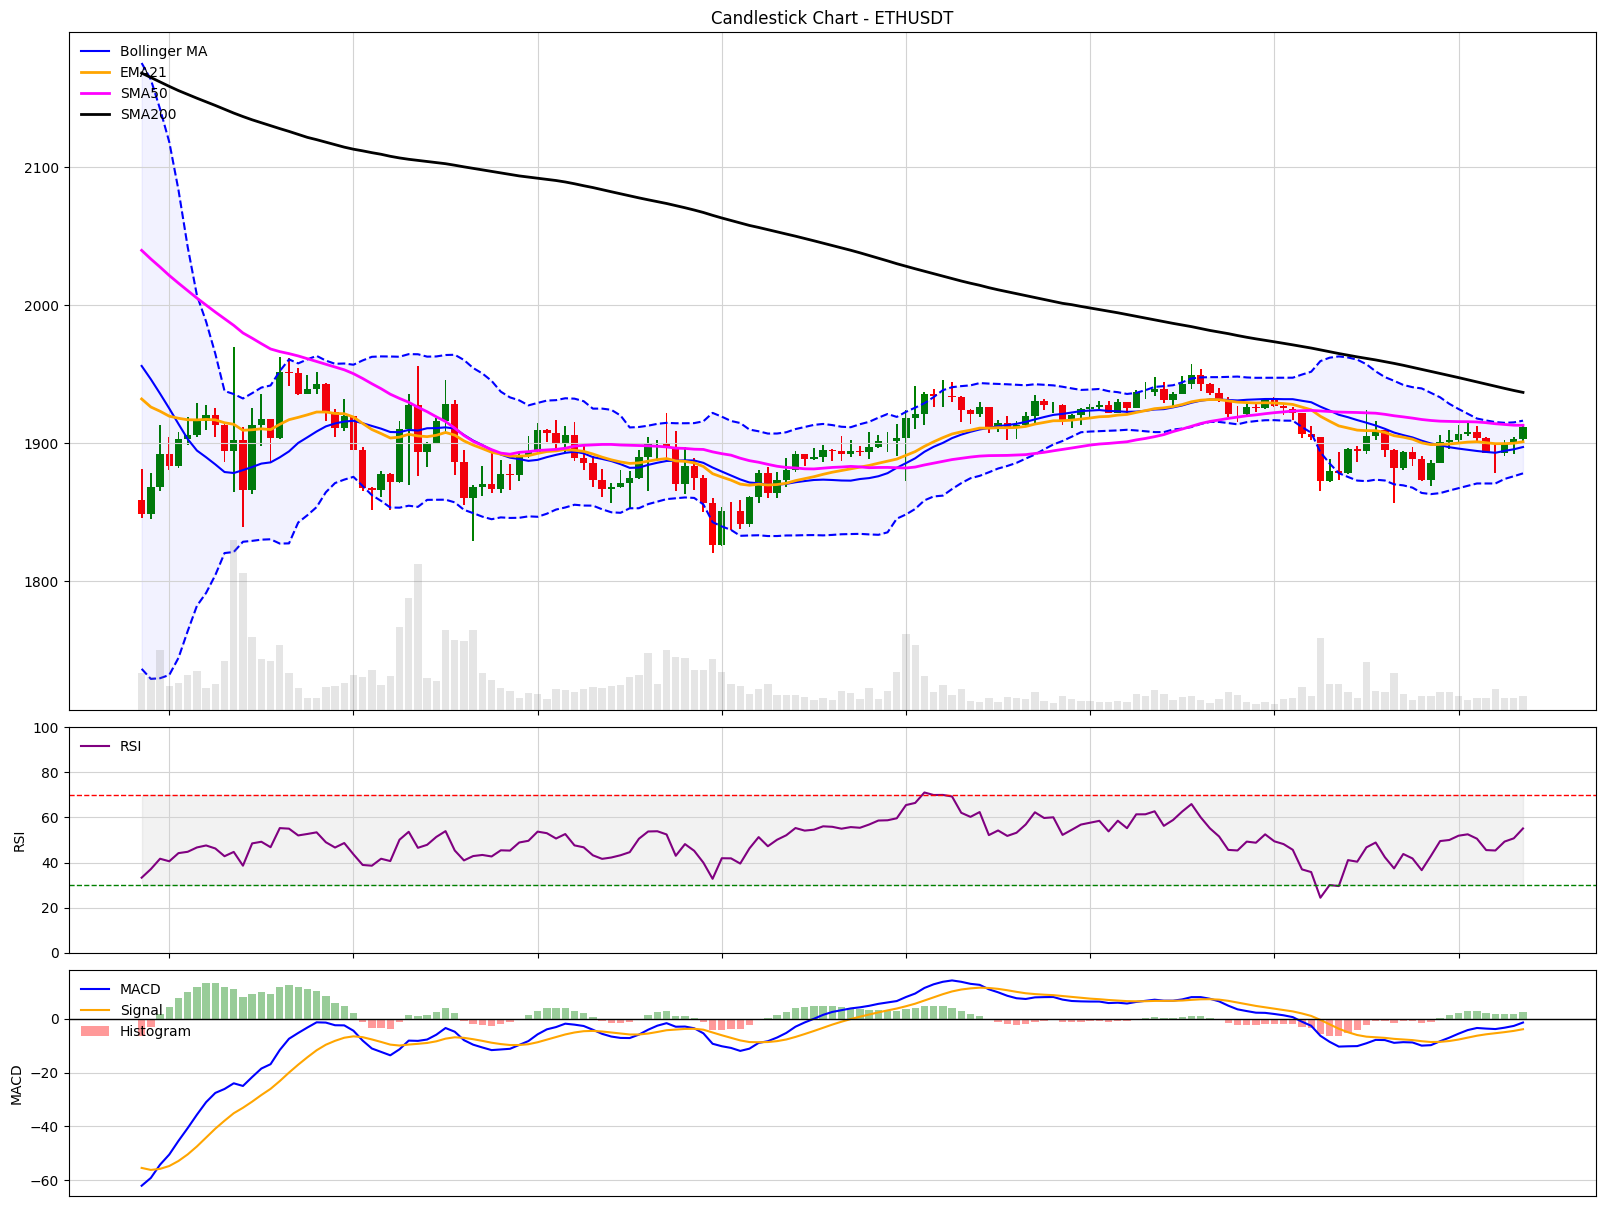 Candlestick Chart - ETHUSDT
Bollinger MA
EMA21
SMA50
SMA200
2100
2000
1900
1800
RSI
100
80
60
40
20
0
RSI
MACD
Signal
Histogram
0
−20
−40
−60
MACD